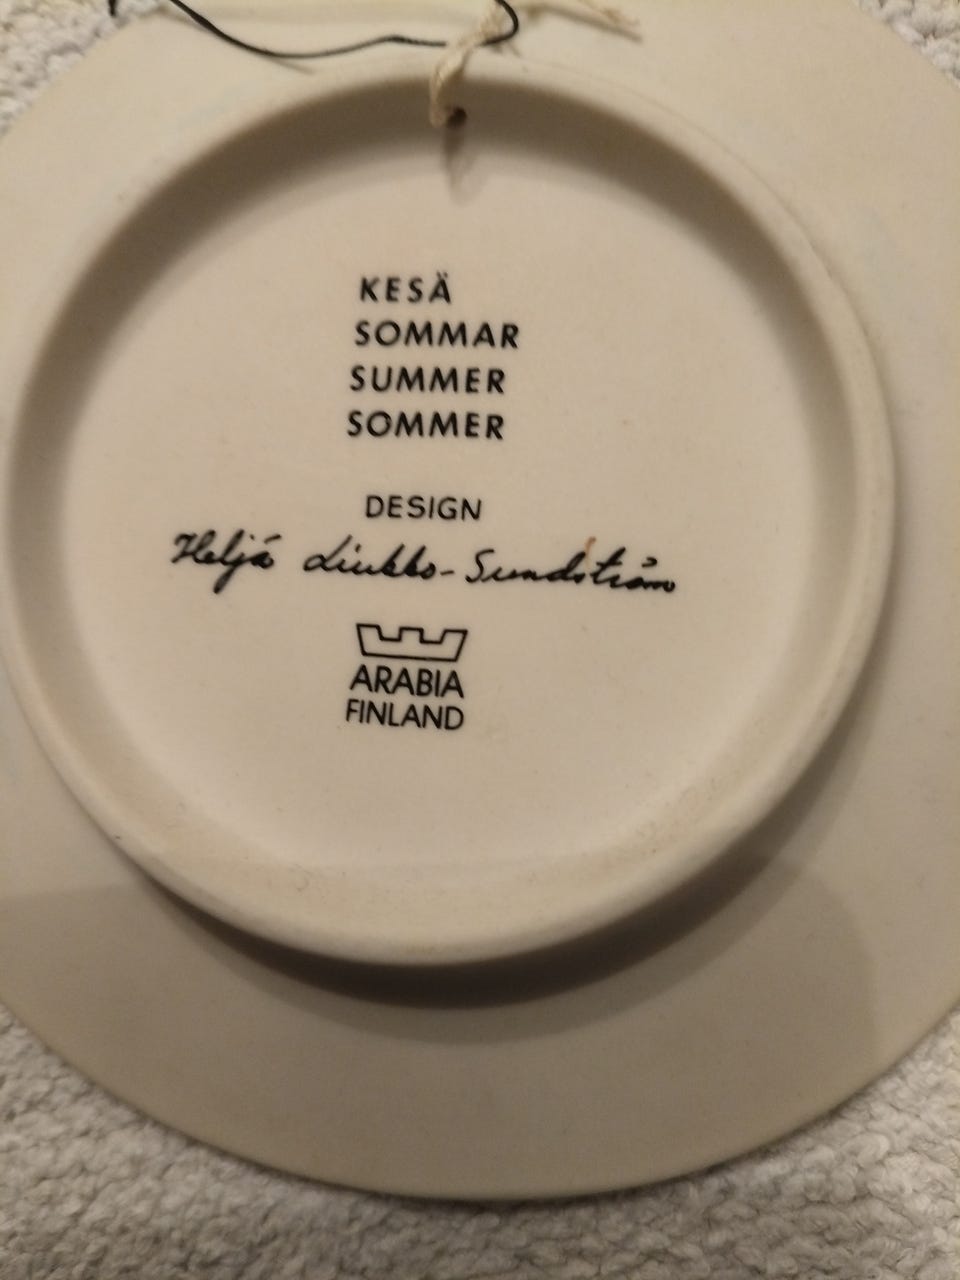 KESÄ
SOMMAR
SUMMER
SOMMER
DESIGN
Heljä Liukko-Sundström
ARABIA
FINLAND